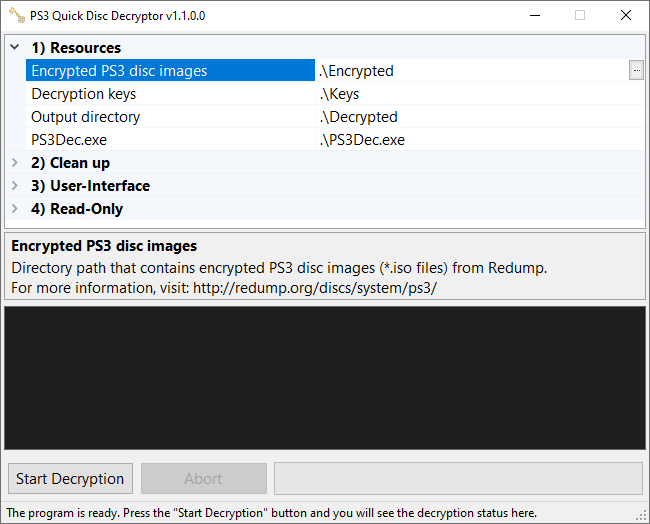 PS3 Quick Disc Decryptor v1.1.0.0
1) Resources
Encrypted PS3 disc images .\Encrypted ...
Decryption keys .\Keys
Output directory .\Decrypted
PS3Dec.exe .\PS3Dec.exe
2) Clean up
3) User-Interface
4) Read-Only
Encrypted PS3 disc images
Directory path that contains encrypted PS3 disc images (*.iso files) from Redump.
For more information, visit: http://redump.org/discs/system/ps3/
Start Decryption Abort
The program is ready. Press the "Start Decryption" button and you will see the decryption status here.